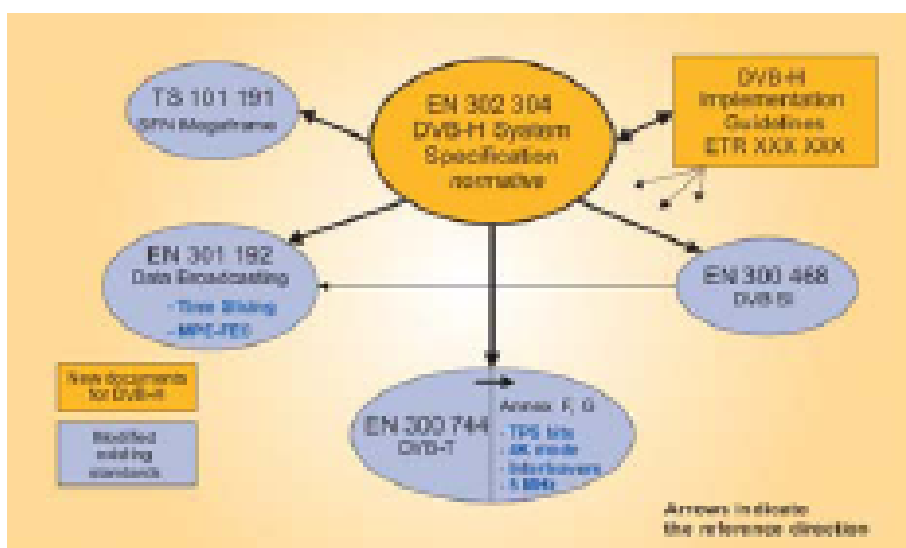 TS 101 191
SFN Megaframe
EN 302 304
DVB-H System
Specification
normative
DVB-H
Implementation
Guidelines
ETR XXX XXX
EN 301 192
Data Broadcasting
- Time Slicing
- MPE-FEC
EN 300 468
DVB-SI
New documents
for DVB-H
Modified
existing
standards
EN 300 744
DVB-T
Annex F, G
- TPS bits
- 4K mode
- Interleavers
- 5 MHz
Arrows indicate
the reference direction